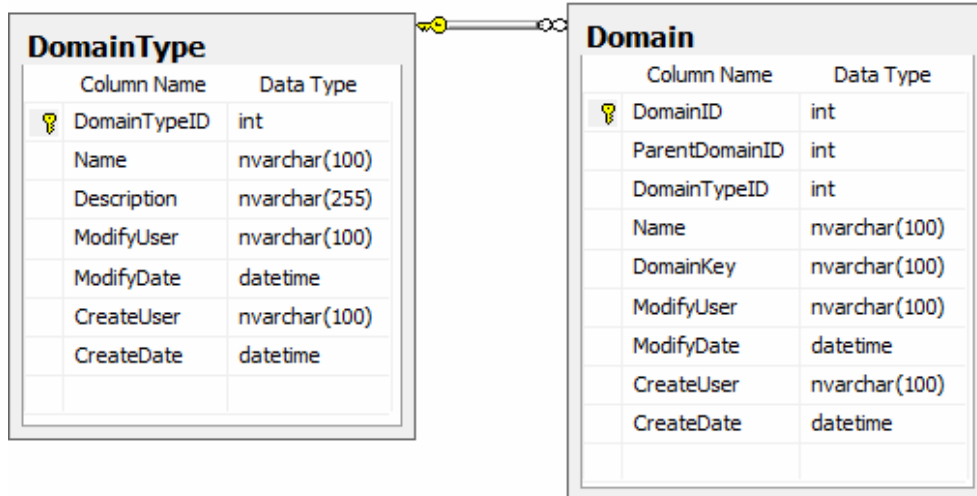 DomainType
Column Name Data Type
DomainTypeID int
Name nvarchar(100)
Description nvarchar(255)
ModifyUser nvarchar(100)
ModifyDate datetime
CreateUser nvarchar(100)
CreateDate datetime
Domain
Column Name Data Type
DomainID int
ParentDomainID int
DomainTypeID int
Name nvarchar(100)
DomainKey nvarchar(100)
ModifyUser nvarchar(100)
ModifyDate datetime
CreateUser nvarchar(100)
CreateDate datetime